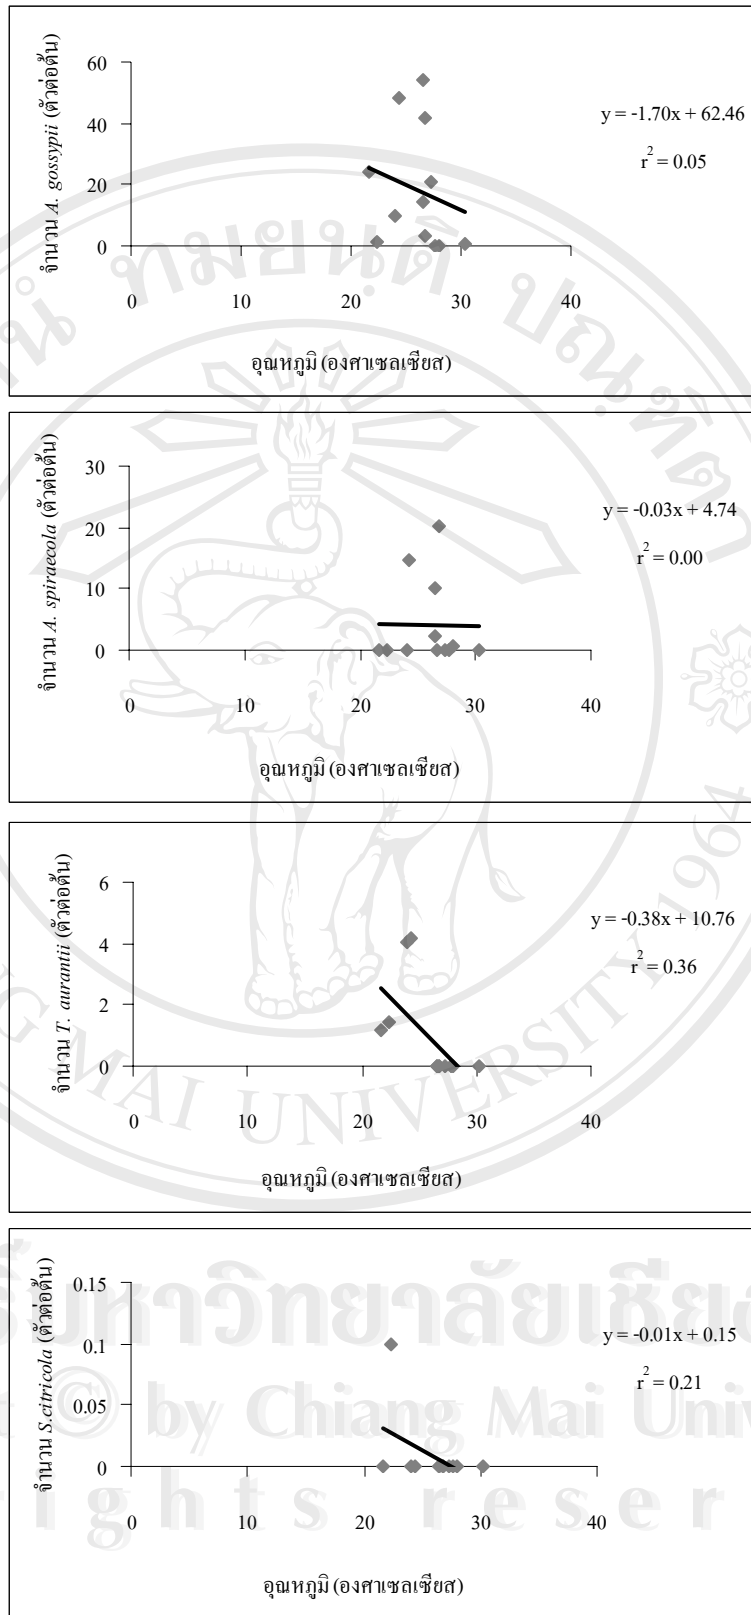 จำนวน A. gossypii (ตัวต่อต้น)
60
40
20
0
0 10 20 30 40
y = -1.70x + 62.46
r2 = 0.05
อุณหภูมิ (องศาเซลเซียส)
จำนวน A. spiraecola (ตัวต่อต้น)
30
20
10
0
0 10 20 30 40
y = -0.03x + 4.74
r2 = 0.00
อุณหภูมิ (องศาเซลเซียส)
จำนวน T. aurantii (ตัวต่อต้น)
6
4
2
0
0 10 20 30 40
y = -0.38x + 10.76
r2 = 0.36
อุณหภูมิ (องศาเซลเซียส)
จำนวน S.citricola (ตัวต่อต้น)
0.15
0.1
0.05
0
0 10 20 30 40
y = -0.01x + 0.15
r2 = 0.21
อุณหภูมิ (องศาเซลเซียส)
MAI UNIVERSITY 1964
© by Chiang Mai Univ
rights reser